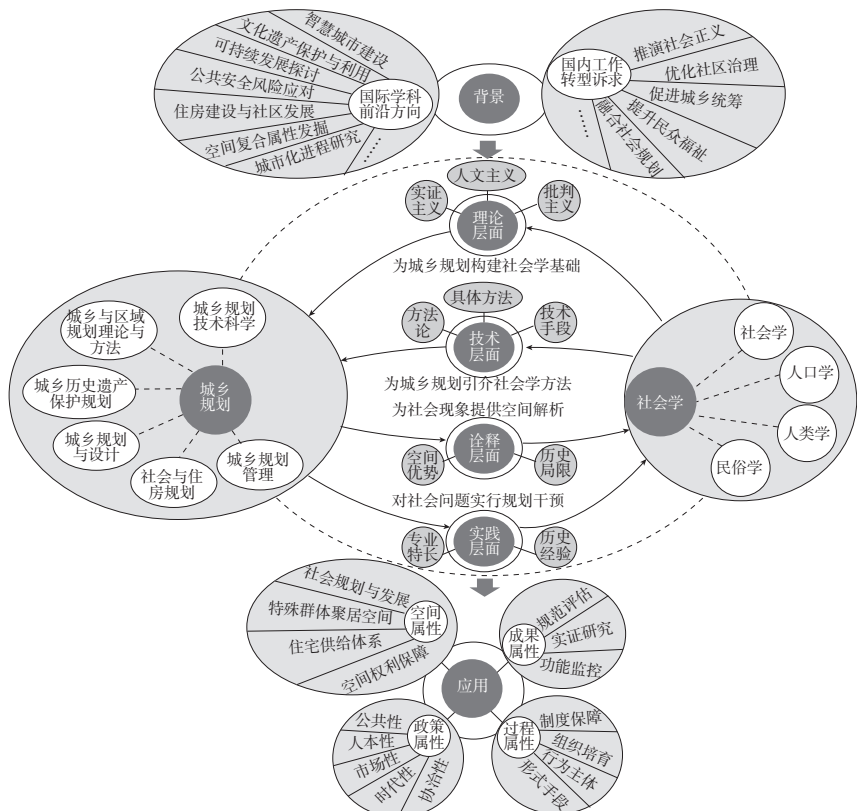 智慧城市建设
文化遗产保护与利用
可持续发展探讨
公共安全风险应对
住房建设与社区发展
空间复合属性发掘
城市化进程研究
……
国际学科
前沿方向
背景
国内工作
转型诉求
推演社会正义
优化社区治理
促进城乡统筹
提升民众福祉
融合社会规划
……
人文主义
实证
主义
批判
主义
理论
层面
为城乡规划构建社会学基础
具体方法
方法
论
技术
手段
技术
层面
为城乡规划引介社会学方法
为社会现象提供空间解析
诠释
层面
空间
优势
历史
局限
对社会问题实行规划干预
实践
层面
专业
特长
历史
经验
城乡规划
技术科学
城乡与区域
规划理论与
方法
城乡历史遗产
保护规划
城乡规划
与设计
社会与住
房规划
城乡规划
管理
城乡
规划
社会学
社会学
人口学
人类学
民俗学
社会规划与发展
特殊群体聚居空间
住宅供给体系
空间权利保障
空间
属性
成果
属性
规范评估
实证研究
功能监控
应用
公共性
人本性
市场性
时代性
协治性
政策
属性
过程
属性
制度保障
组织培育
行为主体
形式手段